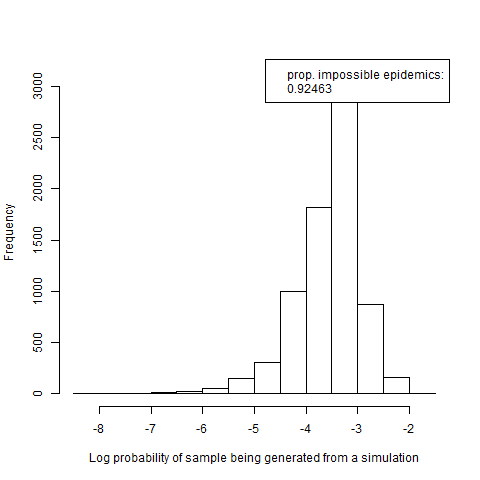 prop. impossible epidemics:
0.92463
3000
2500
2000
1500
1000
500
0
Frequency
-8 -7 -6 -5 -4 -3 -2
Log probability of sample being generated from a simulation